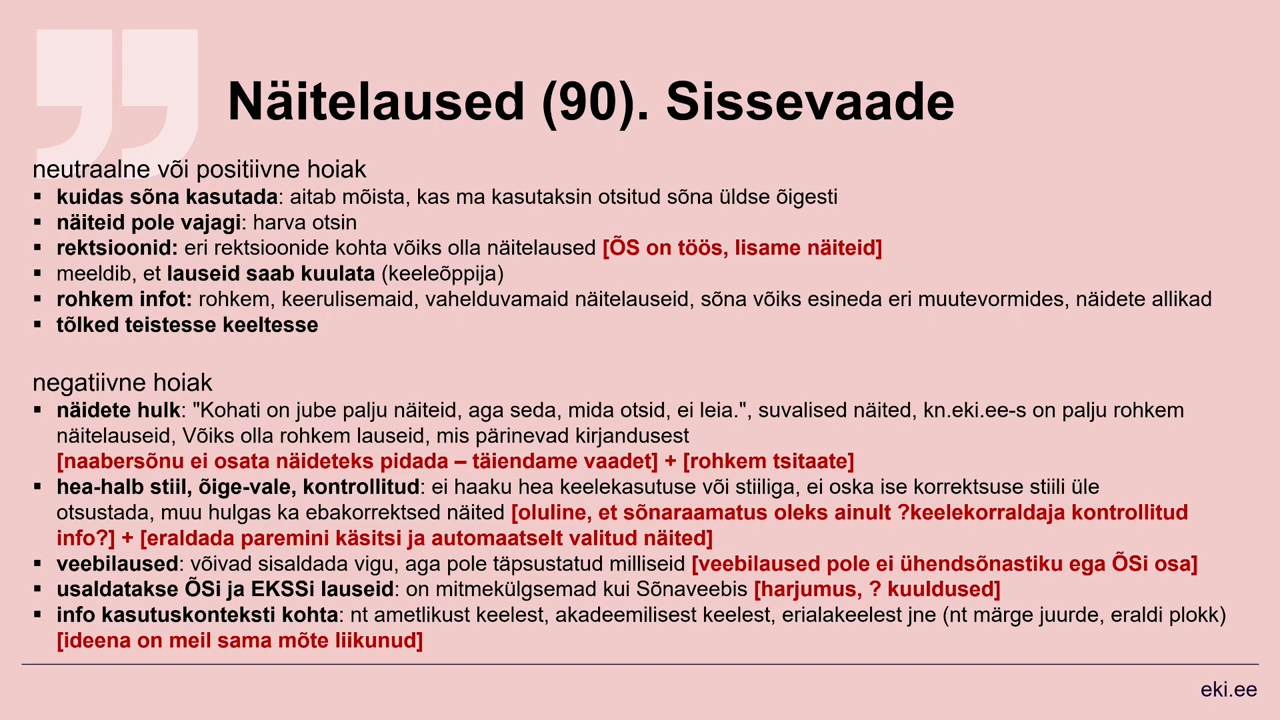 Näitelaused (90). Sissevaade
neutraalne või positiivne hoiak
▪ kuidas sõna kasutada: aitab mõista, kas ma kasutaksin otsitud sõna üldse õigesti
▪ näiteid pole vajagi: harva otsin
▪ rektsioonid: eri rektsioonide kohta võiks olla näitelaused [ÕS on töös, lisame näiteid]
▪ meeldib, et lauseid saab kuulata (keeleõppija)
▪ rohkem infot: rohkem, keerulisemaid, vahelduvamaid näitelauseid, sõna võiks esineda eri muutevormides, näidete allikad
▪ tõlked teistesse keeltesse
negatiivne hoiak
▪ näidete hulk: "Kohati on jube palju näiteid, aga seda, mida otsid, ei leia.", suvalised näited, kn.eki.ee-s on palju rohkem
näitelauseid, Võiks olla rohkem lauseid, mis pärinevad kirjandusest
[naabersõnu ei osata näideteks pidada – täiendame vaadet] + [rohkem tsitaate]
▪ hea-halb stiil, õige-vale, kontrollitud: ei haaku hea keelekasutuse või stiiliga, ei oska ise korrektsuse stiili üle
otsustada, muu hulgas ka ebakorrektsed näited [oluline, et sõnaraamatus oleks ainult ?keelekorraldaja kontrollitud
info?] + [eraldada paremini käsitsi ja automaatselt valitud näited]
▪ veebilaused: võivad sisaldada vigu, aga pole täpsustatud milliseid [veebilaused pole ei ühendsõnastiku ega ÕSi osa]
▪ usaldatakse ÕSi ja EKSSi lauseid: on mitmekülgsemad kui Sõnaveebis [harjumus, ? kuuldused]
▪ info kasutuskonteksti kohta: nt ametlikust keelest, akadeemilisest keelest, erialakeelest jne (nt märge juurde, eraldi plokk)
[ideena on meil sama mõte liikunud]
eki.ee